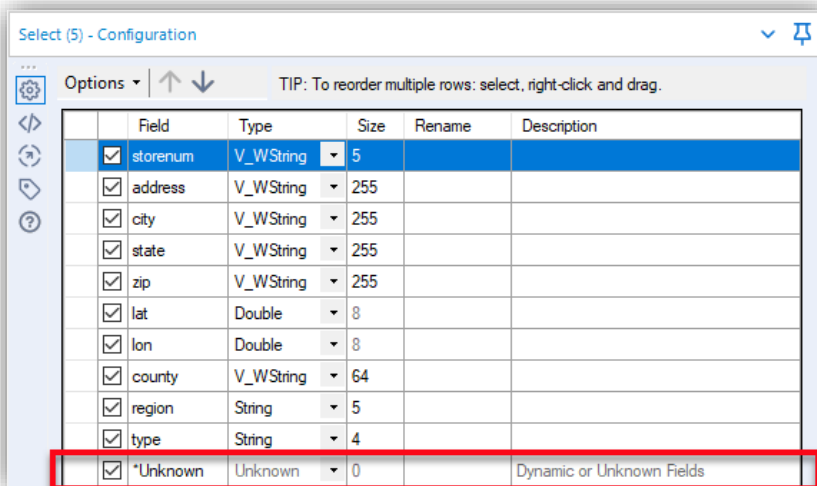 Select (5) - Configuration
Options TIP: To reorder multiple rows: select, right-click and drag.
Field Type Size Rename Description
storenum V_WString 5
address V_WString 255
city V_WString 255
state V_WString 255
zip V_WString 255
lat Double 8
lon Double 8
county V_WString 64
region String 5
type String 4
*Unknown Unknown 0 Dynamic or Unknown Fields